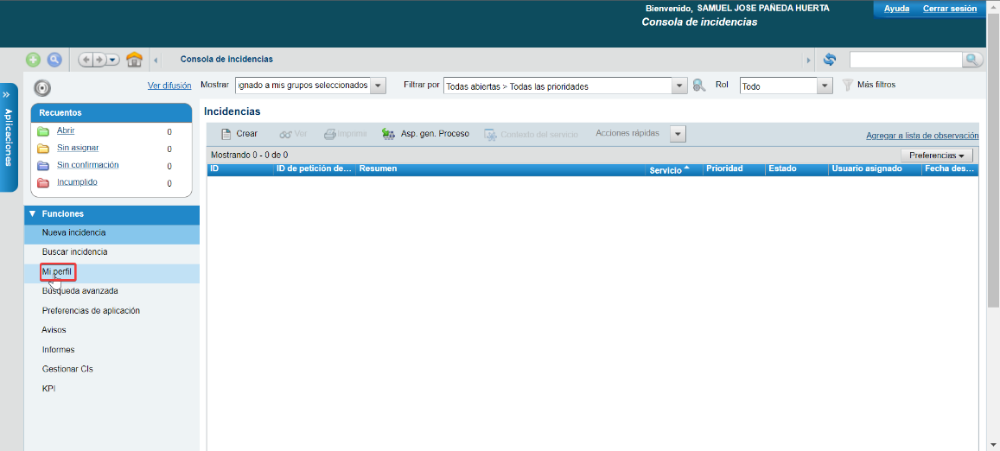 Bienvenido, SAMUEL JOSE PAÑEDA HUERTA
Ayuda Cerrar sesión
Consola de incidencias
Consola de incidencias
Aplicaciones
Ver difusión Mostrar ignado a mis grupos seleccionados Filtrar por Todas abiertas > Todas las prioridades Rol Todo Más filtros
Recuentos
Abrir 0
Sin asignar 0
Sin confirmación 0
Incumplido 0
Funciones
Nueva incidencia
Buscar incidencia
Mi perfil
Búsqueda avanzada
Preferencias de aplicación
Avisos
Informes
Gestionar CIs
KPI
Incidencias
Crear Ver Imprimir Asp. gen. Proceso Contexto del servicio Acciones rápidas Agregar a lista de observación
Mostrando 0 - 0 de 0 Preferencias
ID ID de petición de... Resumen Servicio Prioridad Estado Usuario asignado Fecha des...